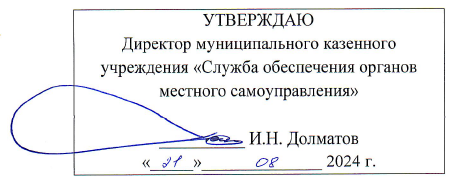 УТВЕРЖДАЮ
Директор муниципального казенного
учреждения «Служба обеспечения органов
местного самоуправления»
И.Н. Долматов
«21» 08 2024 г.